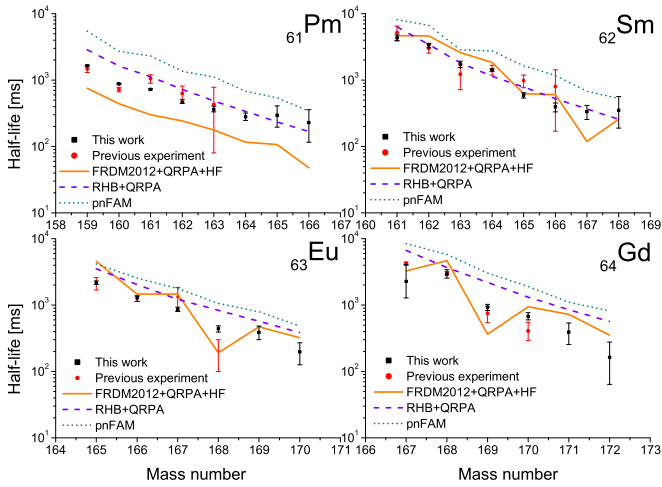 61Pm
62Sm
10^4
10^3
10^2
10^1
Half-life [ms]
This work
Previous experiment
FRDM2012+QRPA+HF
RHB+QRPA
pnFAM
158 159 160 161 162 163 164 165 166 167
10^4
10^3
10^2
10^1
This work
Previous experiment
FRDM2012+QRPA+HF
RHB+QRPA
pnFAM
160 161 162 163 164 165 166 167 168 169
63Eu
64Gd
10^4
10^3
10^2
10^1
Half-life [ms]
This work
Previous experiment
FRDM2012+QRPA+HF
RHB+QRPA
pnFAM
164 165 166 167 168 169 170 171
Mass number
10^4
10^3
10^2
10^1
This work
Previous experiment
FRDM2012+QRPA+HF
RHB+QRPA
pnFAM
166 167 168 169 170 171 172 173
Mass number